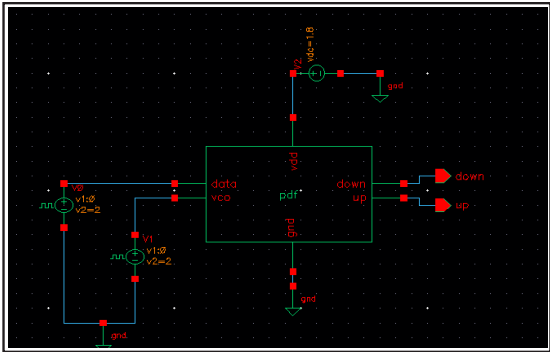 vdc=1.8
V2
gnd
vdd
V0
v1:0
v2=2
data
vco
pdf
down
up
down
up
V1
v1:0
v2=2
gnd
gnd
gnd